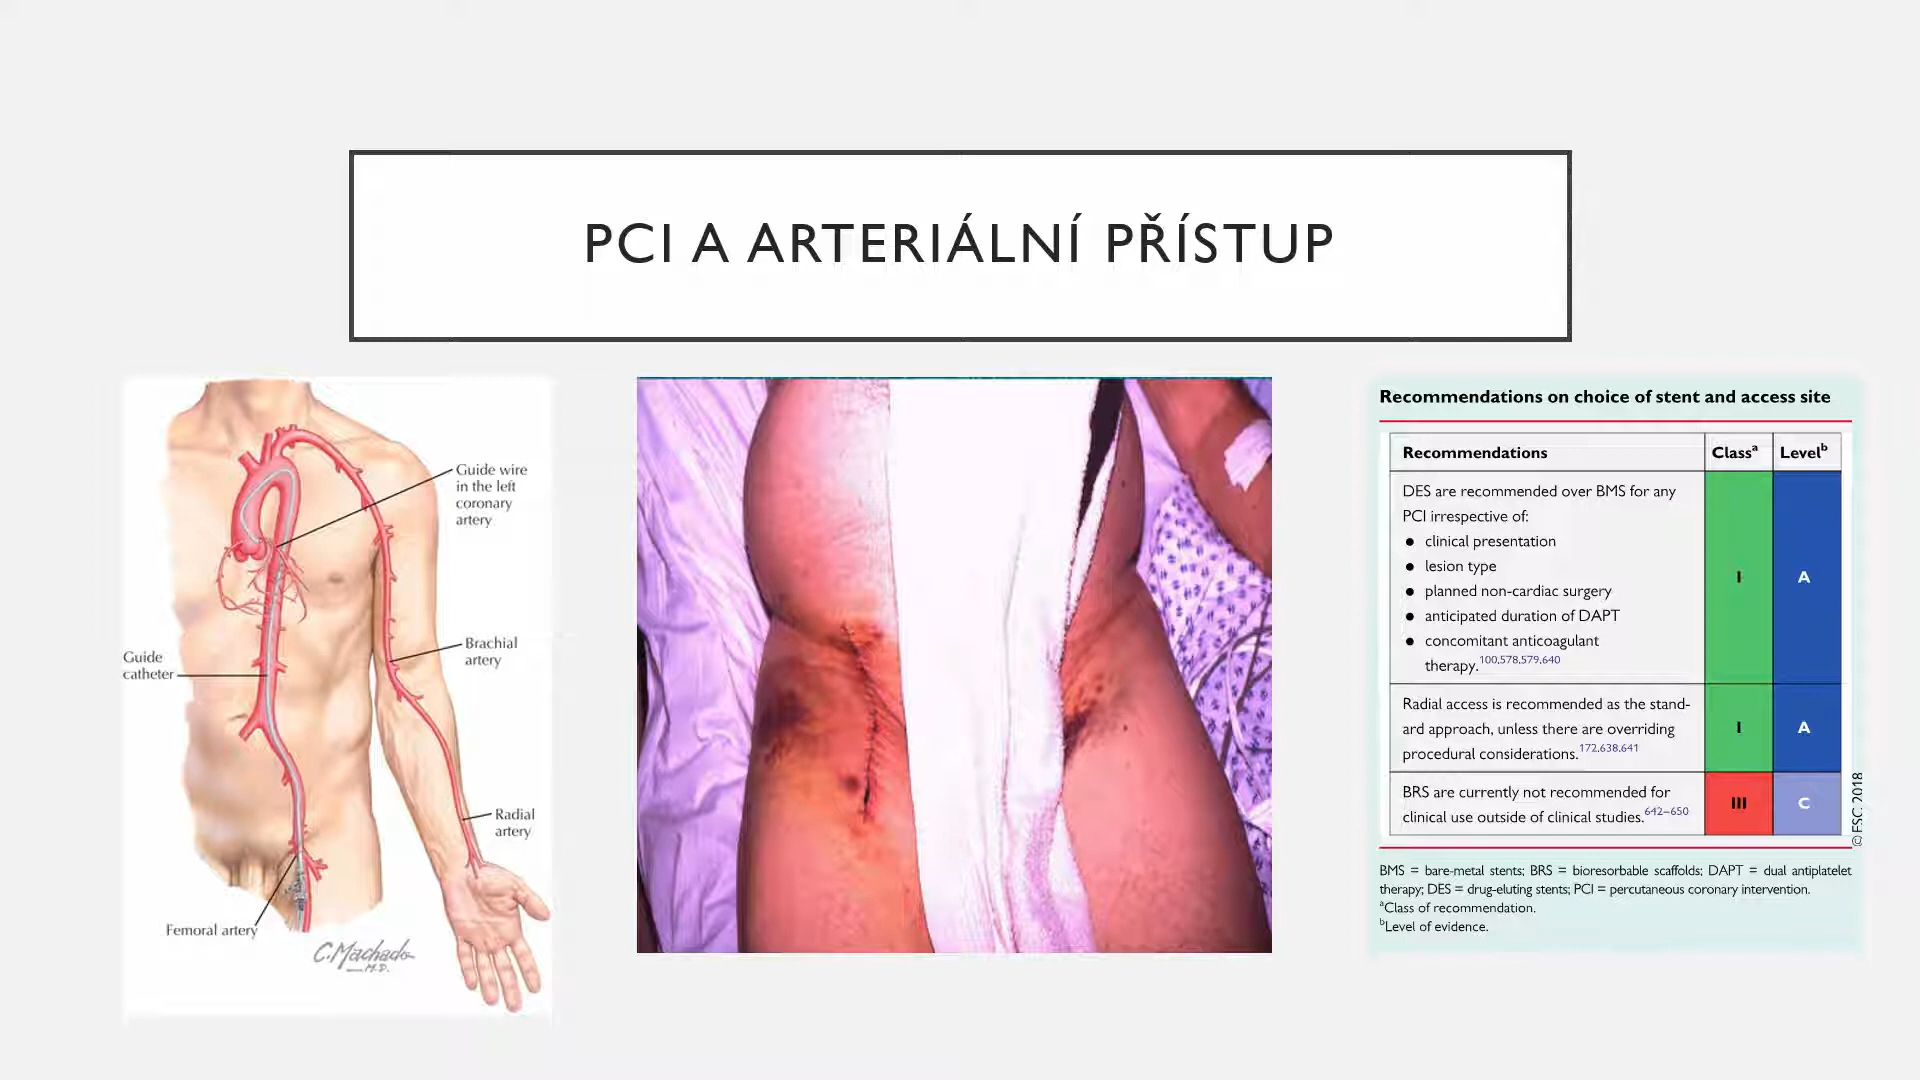 PCI A ARTERIÁLNÍ PŘÍSTUP
Guide wire
in the left
coronary
artery
Brachial
artery
Guide
catheter
Radial
artery
Femoral artery
C.Machado
M.D.
Recommendations on choice of stent and access site
Recommendations Classᵃ Levelᵇ
DES are recommended over BMS for any
PCI irrespective of:
● clinical presentation
● lesion type
● planned non-cardiac surgery
● anticipated duration of DAPT
● concomitant anticoagulant
therapy.100,578,579,640
I A
Radial access is recommended as the stand-
ard approach, unless there are overriding
procedural considerations.172,638,641
I A
BRS are currently not recommended for
clinical use outside of clinical studies.642–650
III C
©ESC 2018
BMS = bare-metal stents; BRS = bioresorbable scaffolds; DAPT = dual antiplatelet
therapy; DES = drug-eluting stents; PCI = percutaneous coronary intervention.
ᵃClass of recommendation.
ᵇLevel of evidence.